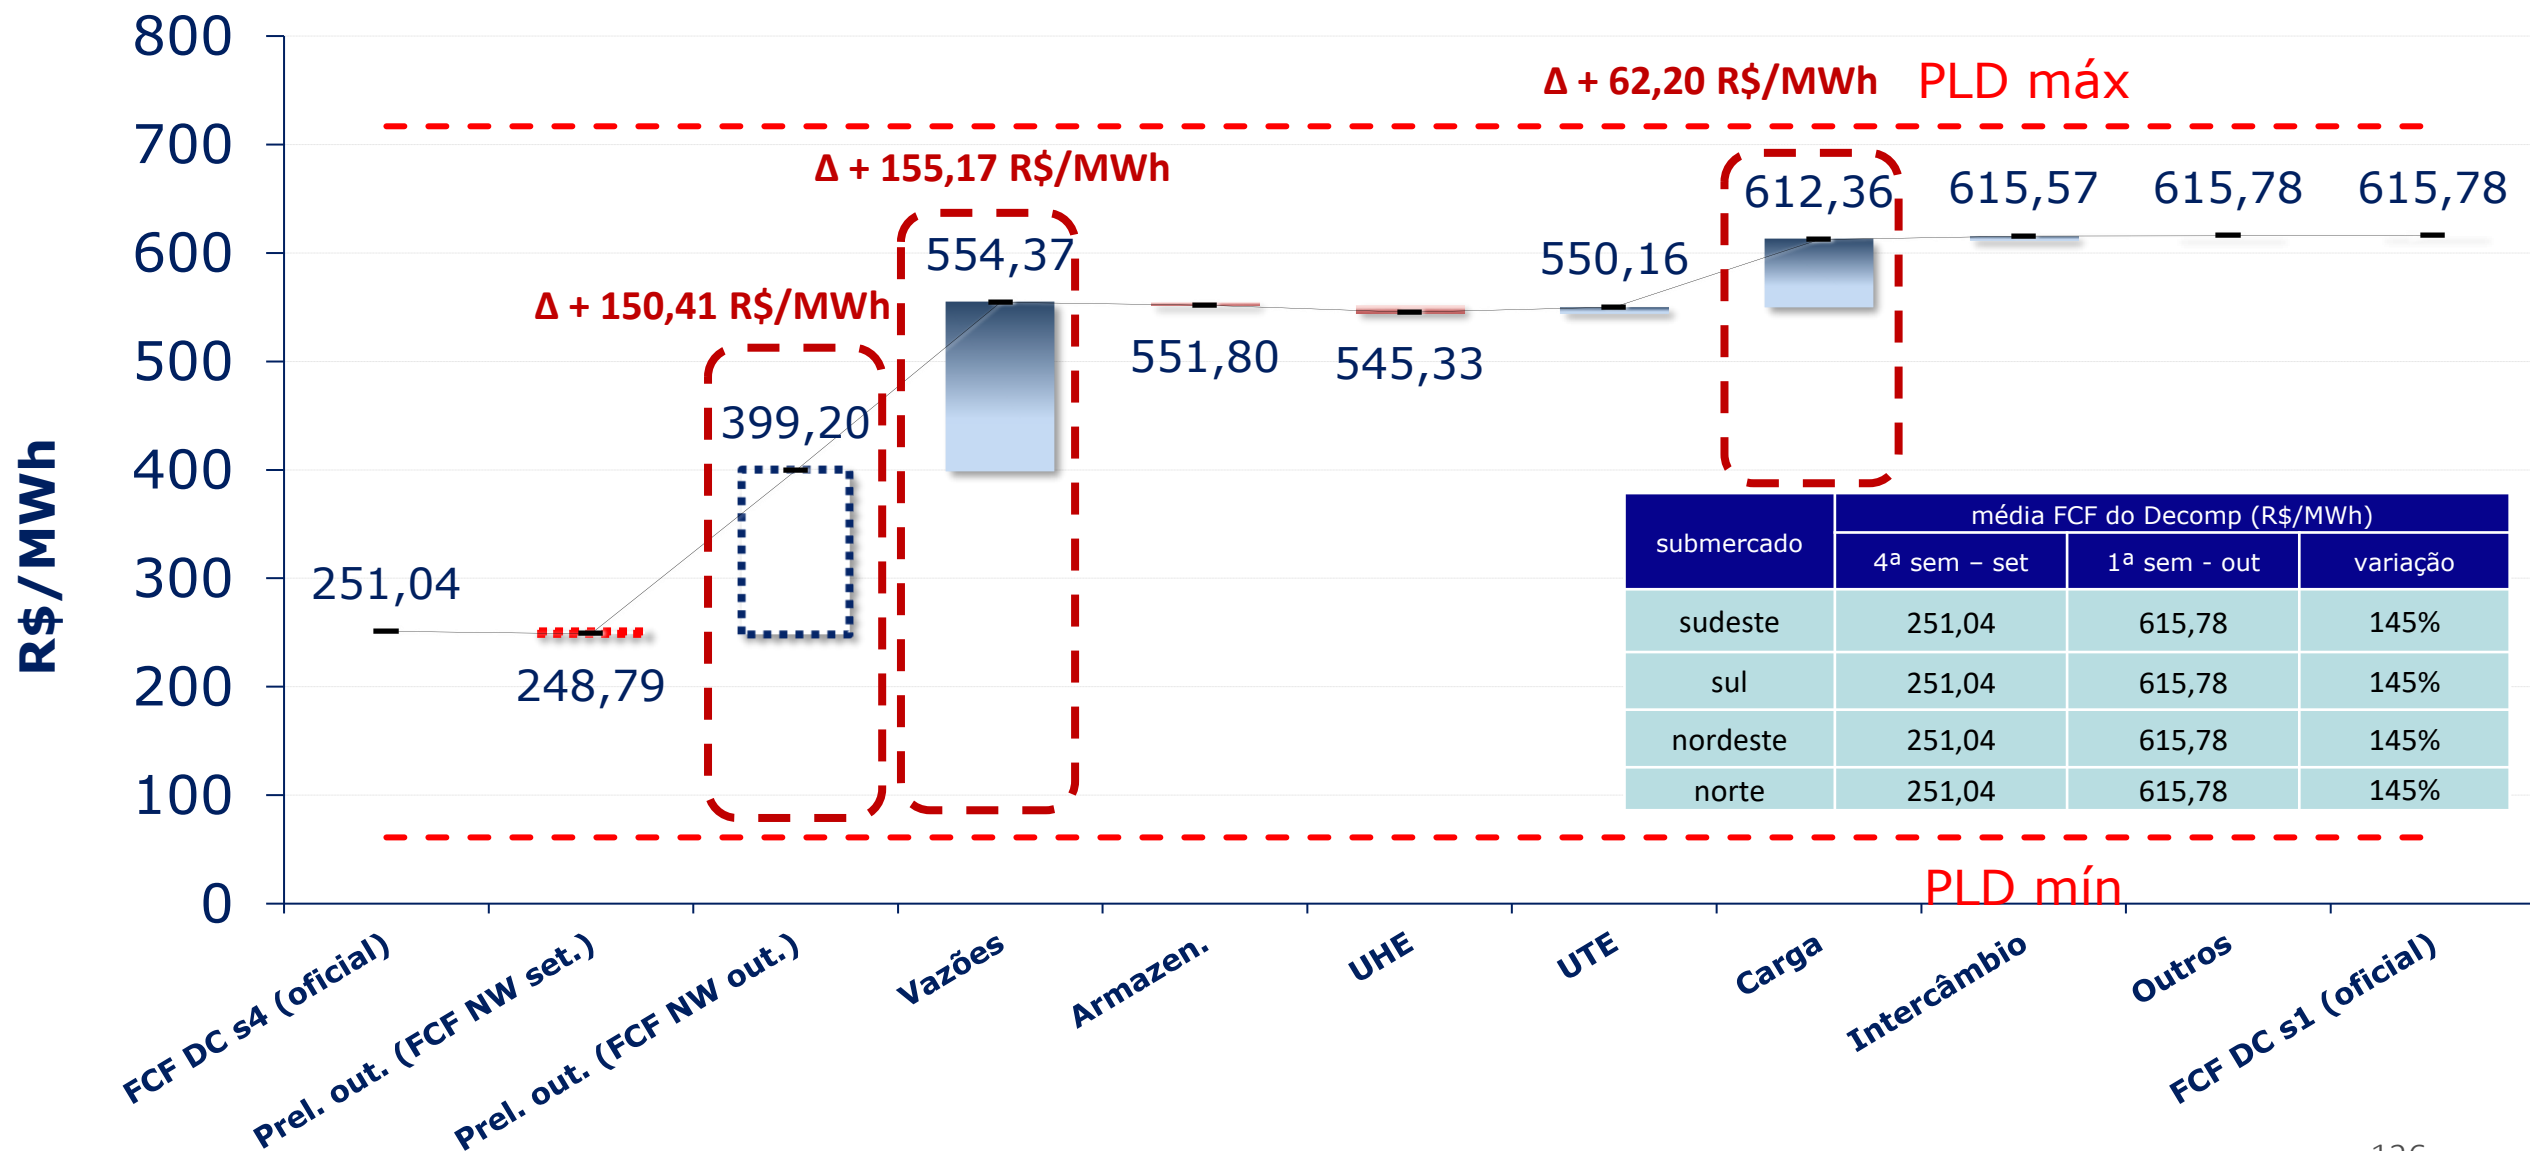 R$/MWh
800
700
600
500
400
300
200
100
0
PLD máx
PLD mín
Δ + 150,41 R$/MWh
Δ + 155,17 R$/MWh
Δ + 62,20 R$/MWh
251,04
248,79
399,20
554,37
551,80
545,33
550,16
612,36
615,57
615,78
615,78
submercado média FCF do Decomp (R$/MWh)
4ª sem – set 1ª sem - out variação
sudeste 251,04 615,78 145%
sul 251,04 615,78 145%
nordeste 251,04 615,78 145%
norte 251,04 615,78 145%
FCF DC s4 (oficial)
Prel. out. (FCF NW set.)
Prel. out. (FCF NW out.)
Vazões
Armazen.
UHE
UTE
Carga
Intercâmbio
Outros
FCF DC s1 (oficial)